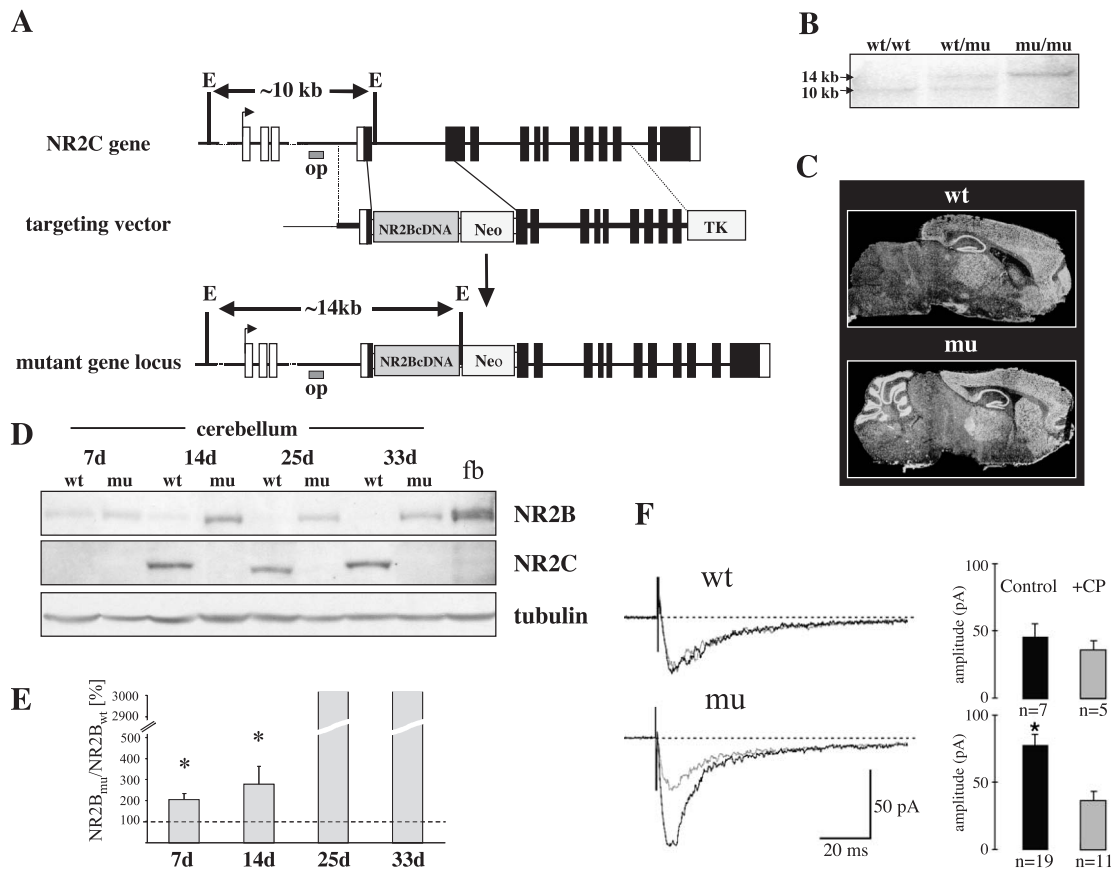 A
E
E
~10 kb
NR2C gene
op
targeting vector
NR2BcDNA
Neo
TK
E
E
~14kb
mutant gene locus
NR2BcDNA
Neo
op
B
wt/wt wt/mu mu/mu
14 kb
10 kb
C
wt
mu
D
cerebellum
7d 14d 25d 33d
wt mu wt mu wt mu wt mu fb
NR2B
NR2C
tubulin
E
NR2Bmu/NR2Bwt [%]
3000
2900
500
400
300
200
100
* *
7d 14d 25d 33d
F
wt
mu
50 pA
20 ms
amplitude (pA)
100
50
0
Control +CP
n=7 n=5
amplitude (pA)
100
50
0
*
n=19 n=11